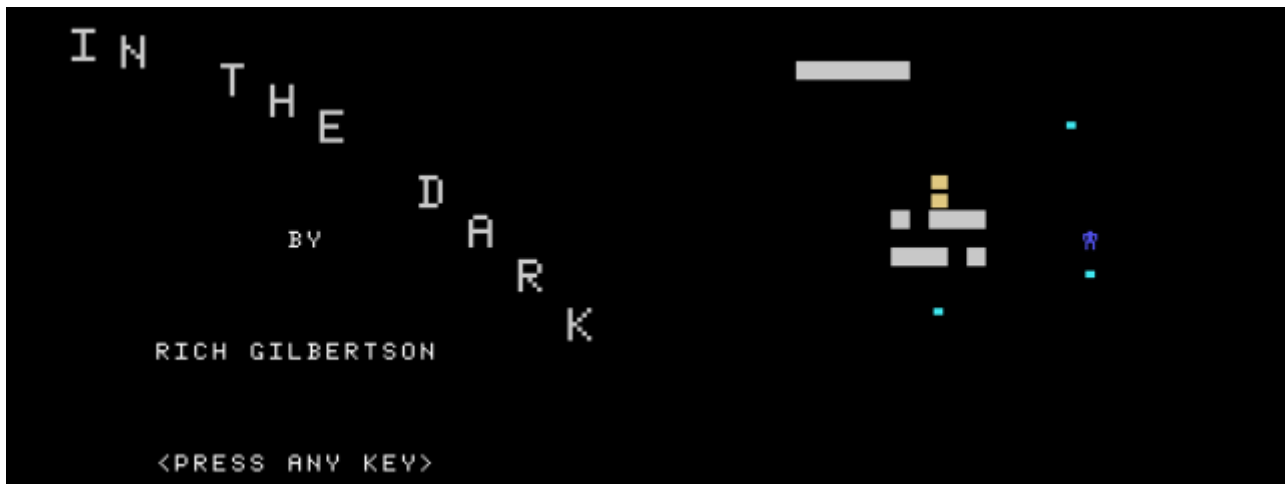 IN THE DARK
BY
RICH GILBERTSON
<PRESS ANY KEY>